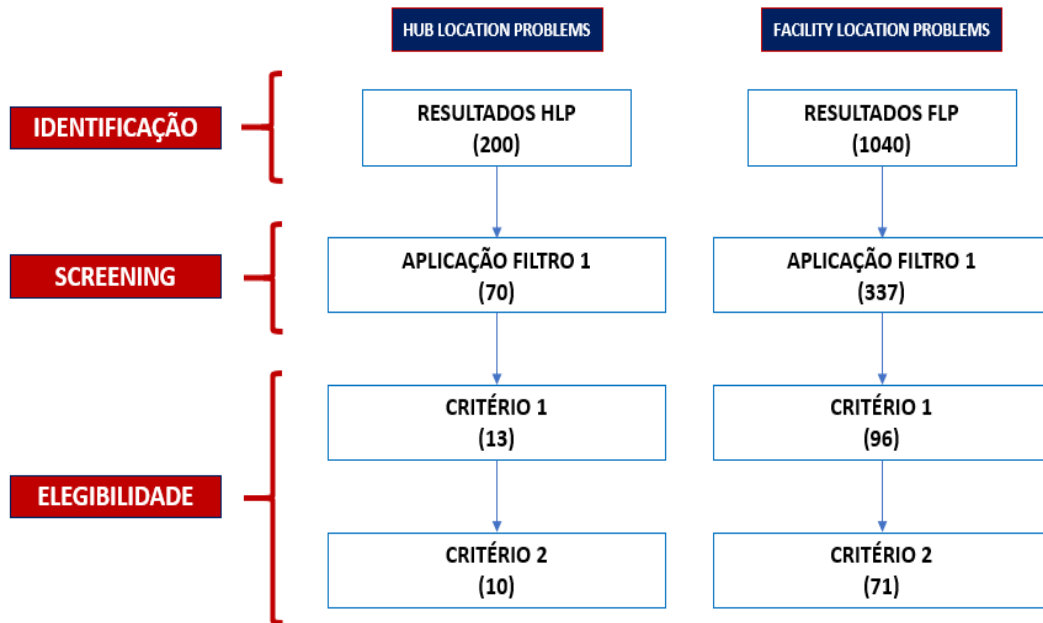 HUB LOCATION PROBLEMS
FACILITY LOCATION PROBLEMS
IDENTIFICAÇÃO
RESULTADOS HLP
(200)
RESULTADOS FLP
(1040)
SCREENING
APLICAÇÃO FILTRO 1
(70)
APLICAÇÃO FILTRO 1
(337)
ELEGIBILIDADE
CRITÉRIO 1
(13)
CRITÉRIO 1
(96)
CRITÉRIO 2
(10)
CRITÉRIO 2
(71)